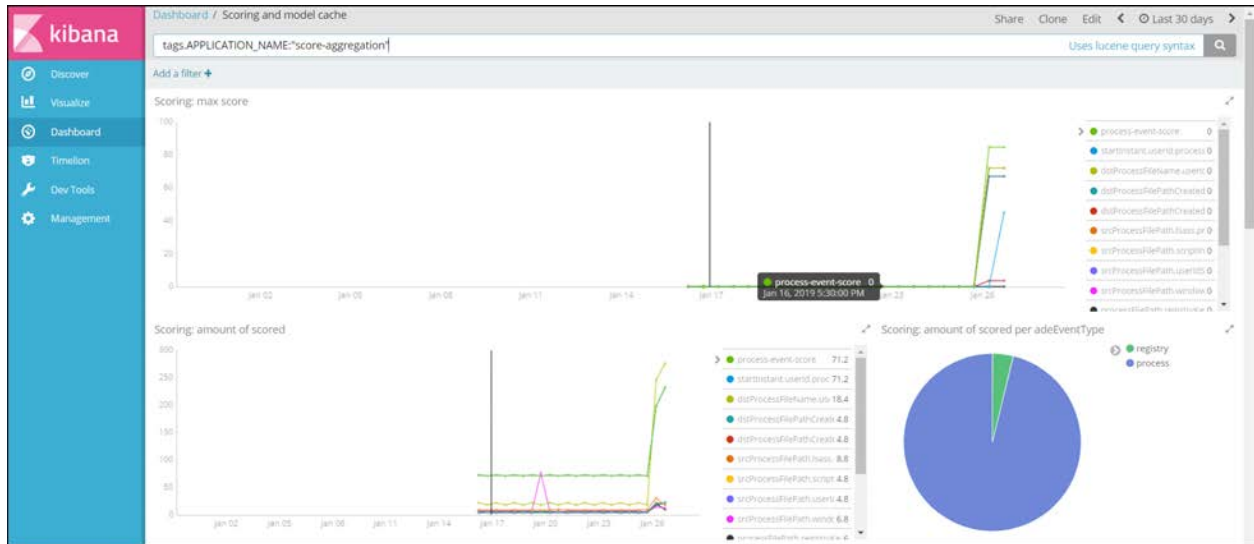 kibana
Discover
Visualize
Dashboard
Timelion
Dev Tools
Management
Dashboard / Scoring and model cache
Share Clone Edit Last 30 days
tags.APPLICATION_NAME:"score-aggregation"
Uses lucene query syntax
Add a filter +
Scoring: max score
100
80
60
40
20
0
Jan 02 Jan 05 Jan 08 Jan 11 Jan 14 Jan 17 Jan 23 Jan 26
process-event-score 0
Jan 16, 2019 5:30:00 PM
process-event-score 0
startInstant.userId.process 0
dstProcessFileName.userId 0
dstProcessFilePathCreated 0
dstProcessFilePathCreated 0
srcProcessFilePath.lsass.pr 0
srcProcessFilePath.scriptin 0
srcProcessFilePath.userIdS 0
srcProcessFilePath.window 0
Scoring: amount of scored
300
250
200
150
100
50
0
Jan 02 Jan 05 Jan 08 Jan 11 Jan 14 Jan 17 Jan 20 Jan 23 Jan 26
process-event-score 71.2
startInstant.userId.proc 71.2
dstProcessFileName.us 18.4
dstProcessFilePathCreat 4.8
dstProcessFilePathCreat 4.8
srcProcessFilePath.lsass. 8.8
srcProcessFilePath.script 4.8
srcProcessFilePath.userI 4.8
srcProcessFilePath.windo 6.8
Scoring: amount of scored per adeEventType
registry
process